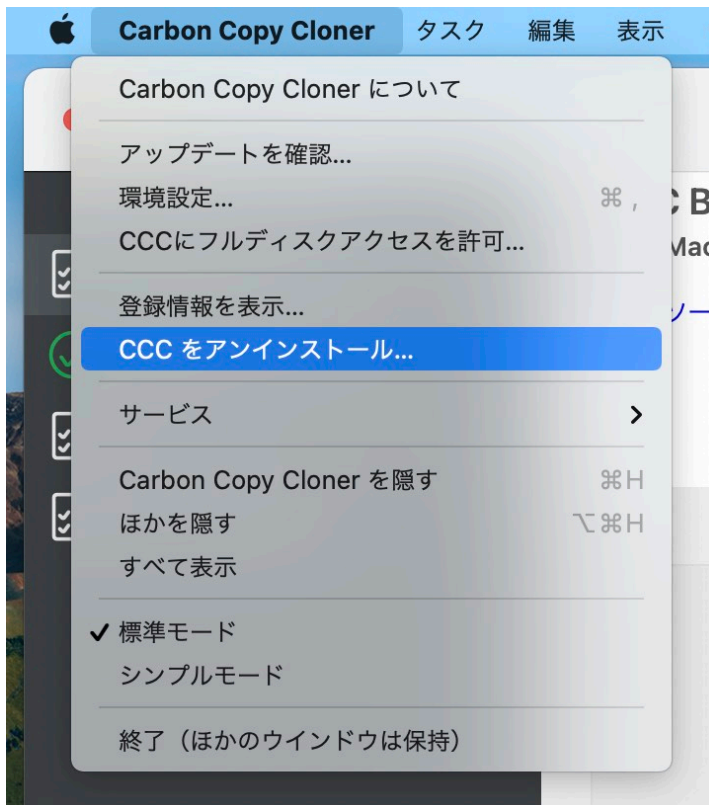 Carbon Copy Cloner タスク 編集 表示
Carbon Copy Cloner について
アップデートを確認...
環境設定... ⌘ ,
CCCにフルディスクアクセスを許可...
登録情報を表示...
CCC をアンインストール...
サービス
Carbon Copy Cloner を隠す ⌘H
ほかを隠す ⌥⌘H
すべて表示
標準モード
シンプルモード
終了（ほかのウインドウは保持）